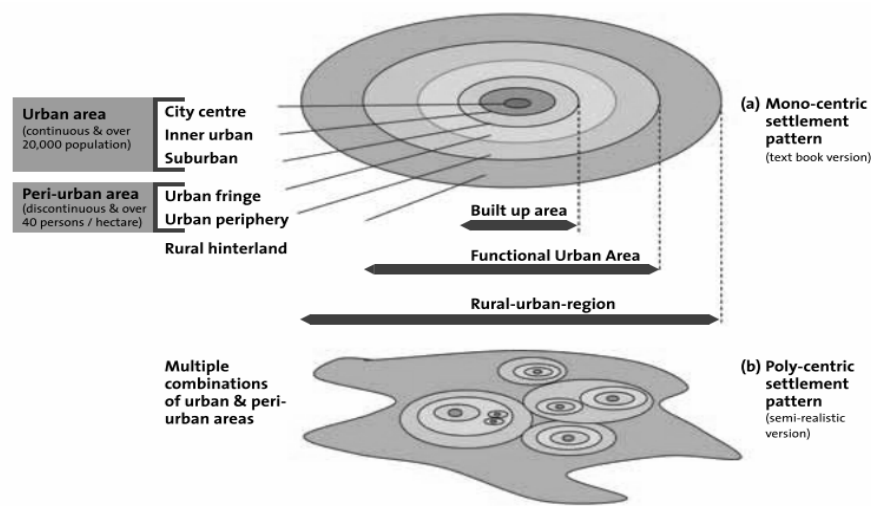 Urban area
(continuous & over
20,000 population)
City centre
Inner urban
Suburban
Peri-urban area
(discontinuous & over
40 persons / hectare)
Urban fringe
Urban periphery
Rural hinterland
(a) Mono-centric
settlement
pattern
(text book version)
Built up area
Functional Urban Area
Rural-urban-region
Multiple
combinations
of urban & peri-
urban areas
(b) Poly-centric
settlement
pattern
(semi-realistic
version)